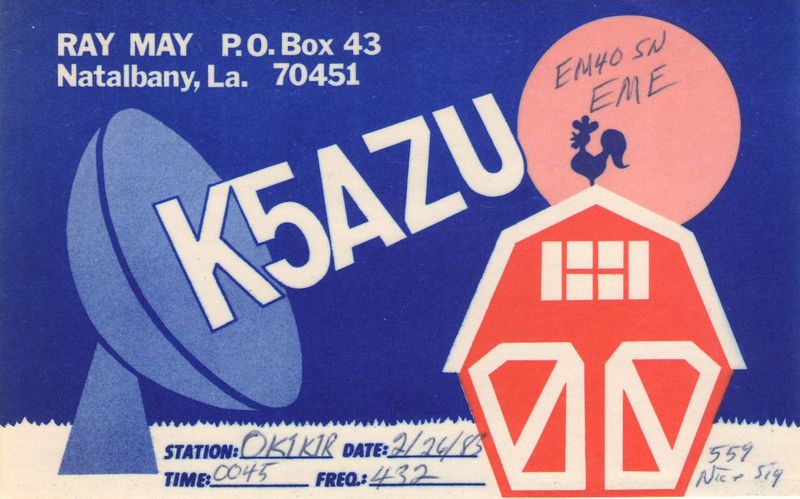 RAY MAY P.O. Box 43
Natalbany, La. 70451
EM40 SN
EME
K5AZU
STATION: OK1KIR DATE: 2/26/83
TIME: 0045 FREQ.: 432
559
Nice Sig